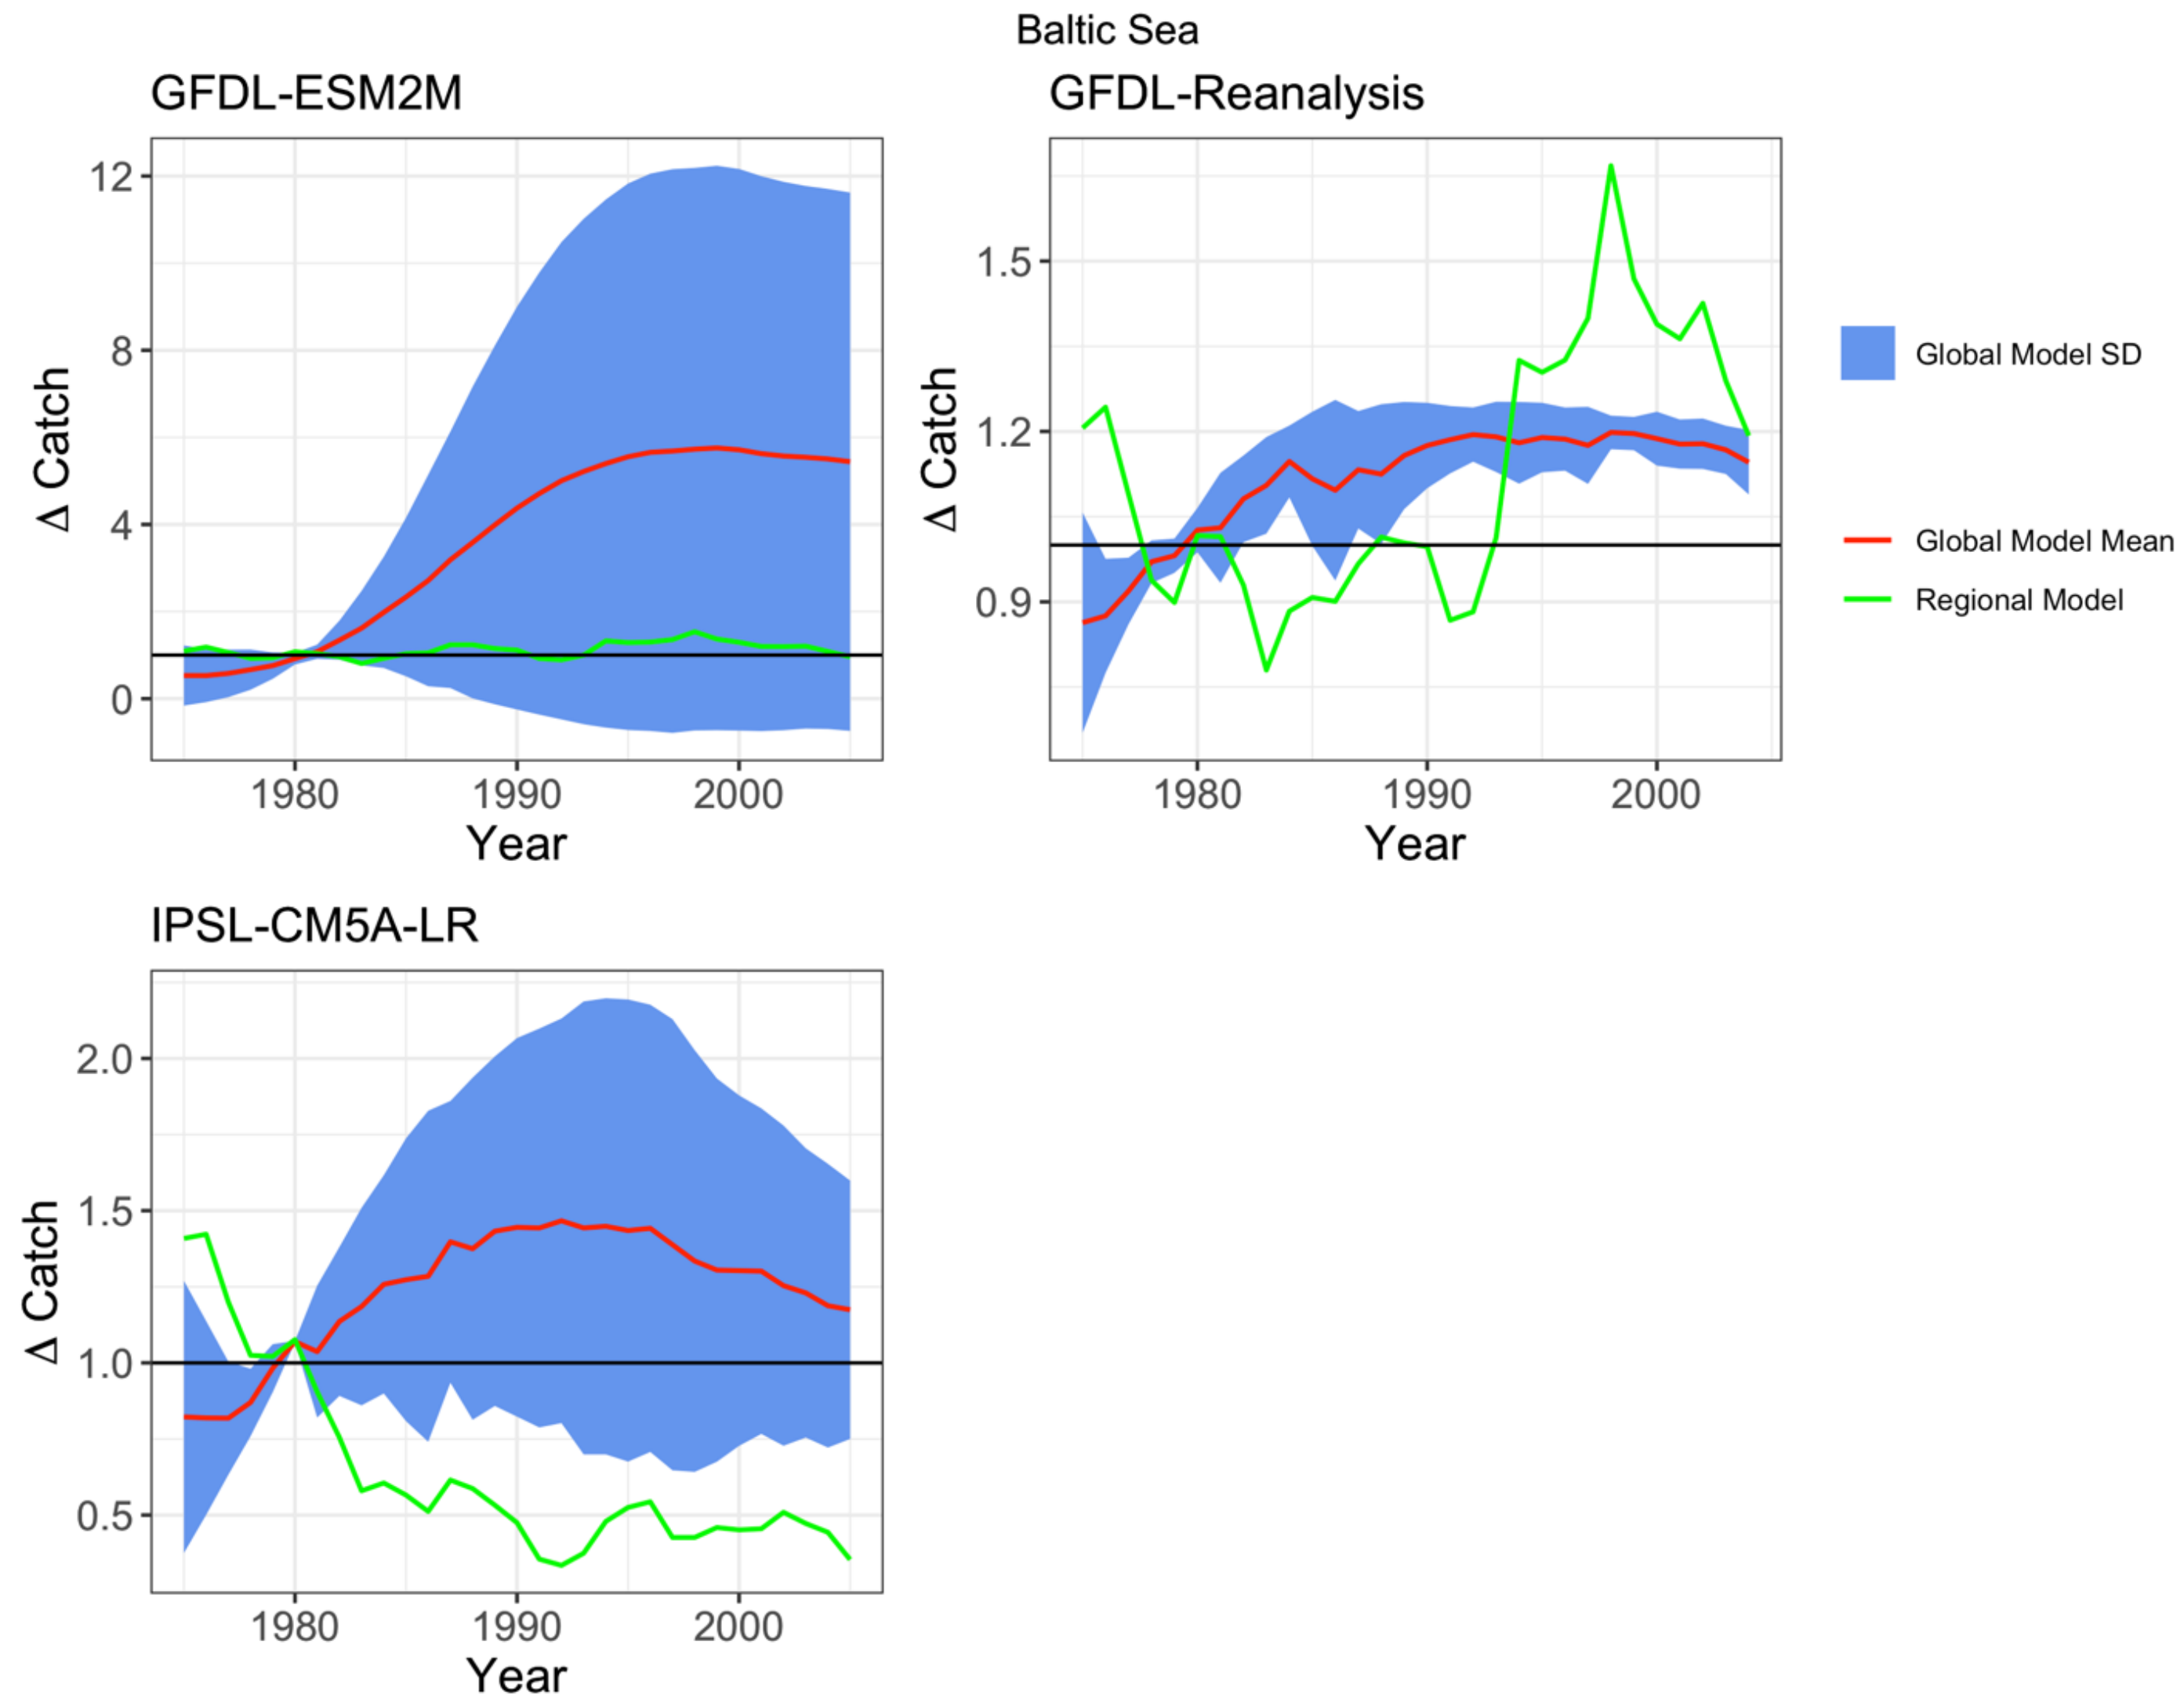 Baltic Sea
GFDL-ESM2M
12
8
4
0
Δ Catch
1980 1990 2000
Year
GFDL-Reanalysis
1.5
1.2
0.9
Δ Catch
1980 1990 2000
Year
Global Model SD
Global Model Mean
Regional Model
IPSL-CM5A-LR
2.0
1.5
1.0
0.5
Δ Catch
1980 1990 2000
Year